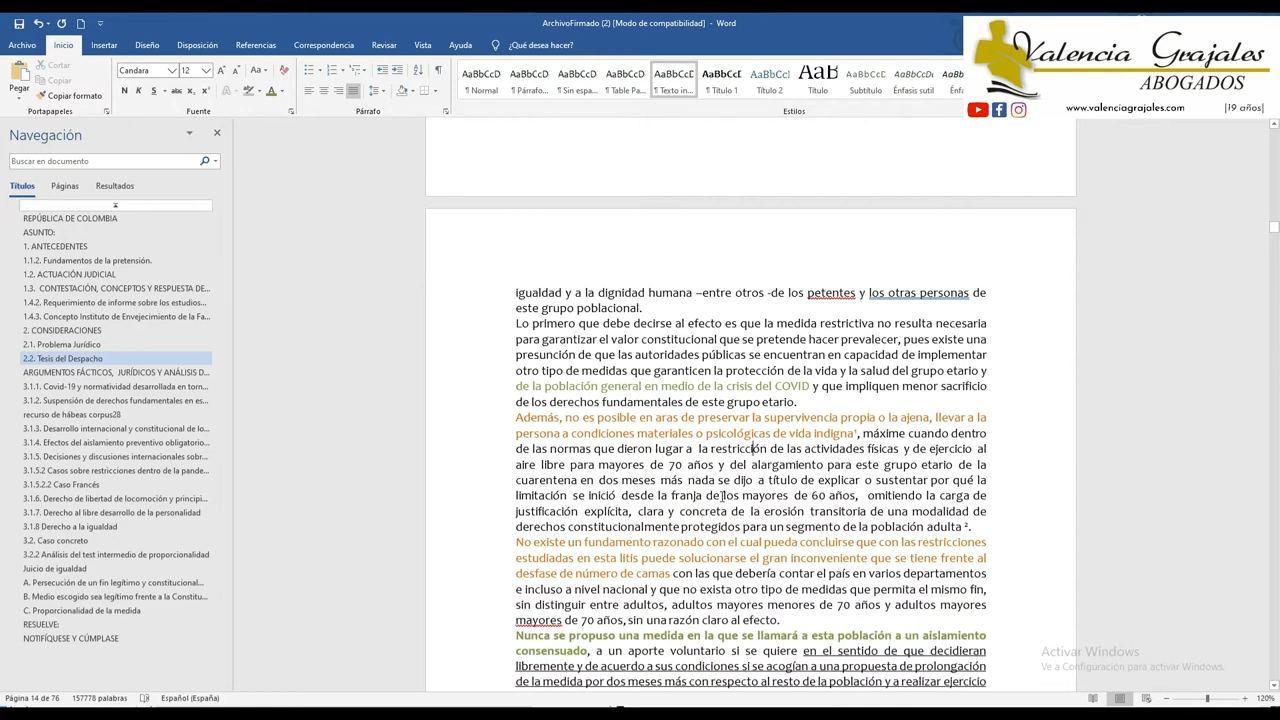 ArchivoFirmado (2) [Modo de compatibilidad] - Word
Archivo Inicio Insertar Diseño Disposición Referencias Correspondencia Revisar Vista Ayuda ¿Qué desea hacer?
Valencia Grajales
ABOGADOS
www.valenciagrajales.com |19 años|
Pegar
Cortar
Copiar
Copiar formato
Portapapeles
Candara 12
Fuente
Párrafo
AaBbCcD AaBbCcD AaBbCcD AaBbCcD AaBbCcD AaBbCcD AaBbCcD AaB AaBbCcD AaBbCcD
¶ Normal ¶ Párrafo... ¶ Sin espa... ¶ Table Pa... ¶ Texto in... ¶ Título 1 ¶ Título 2 ¶ Título Subtítulo Énfasis sutil
Estilos
Navegación
Buscar en documento
Títulos Páginas Resultados
REPÚBLICA DE COLOMBIA
ASUNTO:
1. ANTECEDENTES
1.1.2. Fundamentos de la pretensión.
1.2. ACTUACIÓN JUDICIAL
1.3. CONTESTACIÓN, CONCEPTOS Y RESPUESTA DE...
1.4.2. Requerimiento de informe sobre los estudios...
1.4.3. Concepto Instituto de Envejecimiento de la Fa...
2. CONSIDERACIONES
2.1. Problema Jurídico
2.2. Tesis del Despacho
ARGUMENTOS FÁCTICOS, JURÍDICOS Y ANÁLISIS D...
3.1.1. Covid-19 y normatividad desarrollada en torn...
3.1.2. Suspensión de derechos fundamentales en es...
recurso de hábeas corpus28
3.1.3. Desarrollo internacional y constitucional de lo...
3.1.4. Efectos del aislamiento preventivo obligatorio...
3.1.5. Decisiones y discusiones internacionales sobr...
3.1.5.2 Casos sobre restricciones dentro de la pande...
3.1.5.2 Caso Francés
3.1.6. Derecho de libertad de locomoción y principi...
3.1.7. Derecho al libre desarrollo de la personalidad
3.1.8 Derecho a la igualdad
3.2. Caso concreto
3.2.2 Análisis del test intermedio de proporcionalidad
Juicio de igualdad
A. Persecución de un fin legítimo y constitucional...
B. Medio escogido sea legítimo frente a la Constitu...
C. Proporcionalidad de la medida
RESUELVE:
NOTIFÍQUESE Y CÚMPLASE
igualdad y a la dignidad humana –entre otros -de los petentes y los otras personas de
este grupo poblacional.
Lo primero que debe decirse al efecto es que la medida restrictiva no resulta necesaria
para garantizar el valor constitucional que se pretende hacer prevalecer, pues existe una
presunción de que las autoridades públicas se encuentran en capacidad de implementar
otro tipo de medidas que garanticen la protección de la vida y la salud del grupo etario y
de la población general en medio de la crisis del COVID y que impliquen menor sacrificio
de los derechos fundamentales de este grupo etario.
Además, no es posible en aras de preservar la supervivencia propia o la ajena, llevar a la
persona a condiciones materiales o psicológicas de vida indigna¹, máxime cuando dentro
de las normas que dieron lugar a la restricción de las actividades físicas y de ejercicio al
aire libre para mayores de 70 años y del alargamiento para este grupo etario de la
cuarentena en dos meses más nada se dijo a título de explicar o sustentar por qué la
limitación se inició desde la franja de los mayores de 60 años, omitiendo la carga de
justificación explícita, clara y concreta de la erosión transitoria de una modalidad de
derechos constitucionalmente protegidos para un segmento de la población adulta ².
No existe un fundamento razonado con el cual pueda concluirse que con las restricciones
estudiadas en esta litis puede solucionarse el gran inconveniente que se tiene frente al
desfase de número de camas con las que debería contar el país en varios departamentos
e incluso a nivel nacional y que no exista otro tipo de medidas que permita el mismo fin,
sin distinguir entre adultos, adultos mayores menores de 70 años y adultos mayores
mayores de 70 años, sin una razón claro al efecto.
Nunca se propuso una medida en la que se llamará a esta población a un aislamiento
consensuado, a un aporte voluntario si se quiere en el sentido de que decidieran
libremente y de acuerdo a sus condiciones si se acogían a una propuesta de prolongación
de la medida por dos meses más con respecto al resto de la población y a realizar ejercicio
Activar Windows
Ve a Configuración para activar Windows.
Página 14 de 76 157778 palabras Español (España) 120%